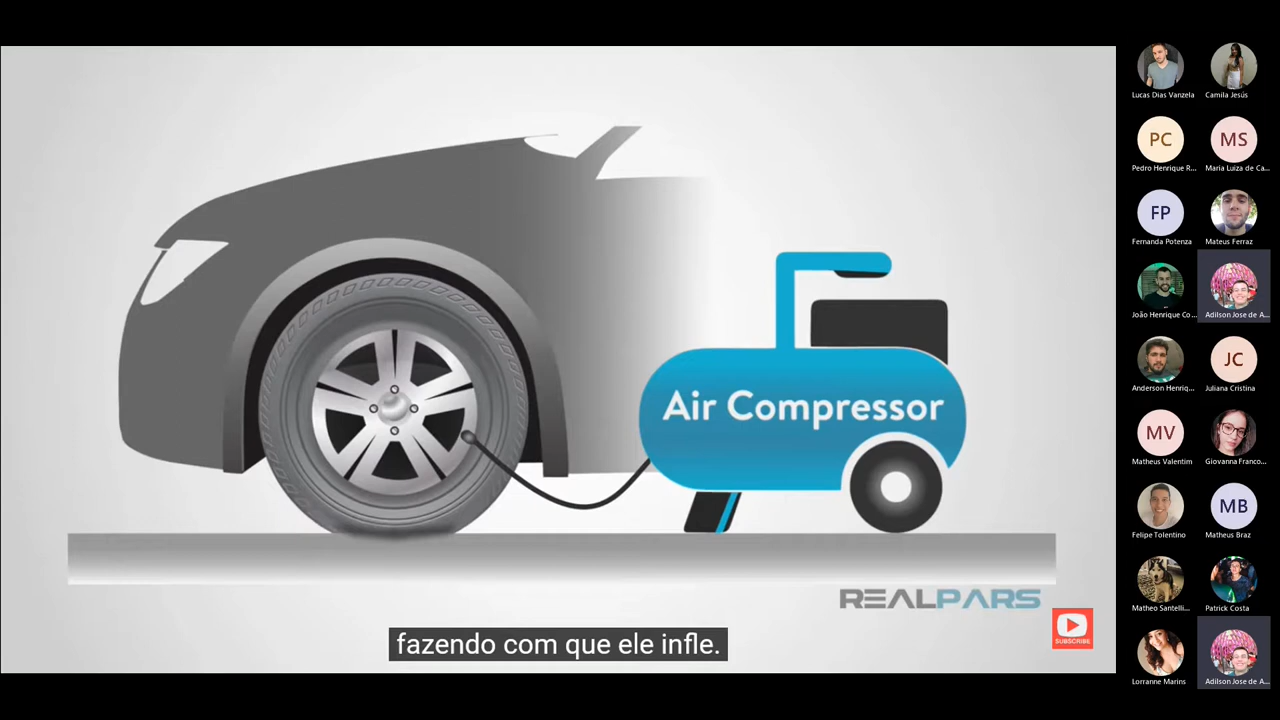 Air Compressor
REALPARS
SUBSCRIBE
fazendo com que ele infle.
Lucas Dias Vanzela
Camila Jesús
PC
Pedro Henrique R...
MS
Maria Luiza de Ca...
FP
Fernanda Potenza
Mateus Ferraz
João Henrique Co...
Adilson Jose de A...
Anderson Henriq...
JC
Juliana Cristina
MV
Matheus Valentim
Giovanna Franco...
Felipe Tolentino
MB
Matheus Braz
Matheo Santelli...
Patrick Costa
Lorranne Marins
Adilson Jose de A...